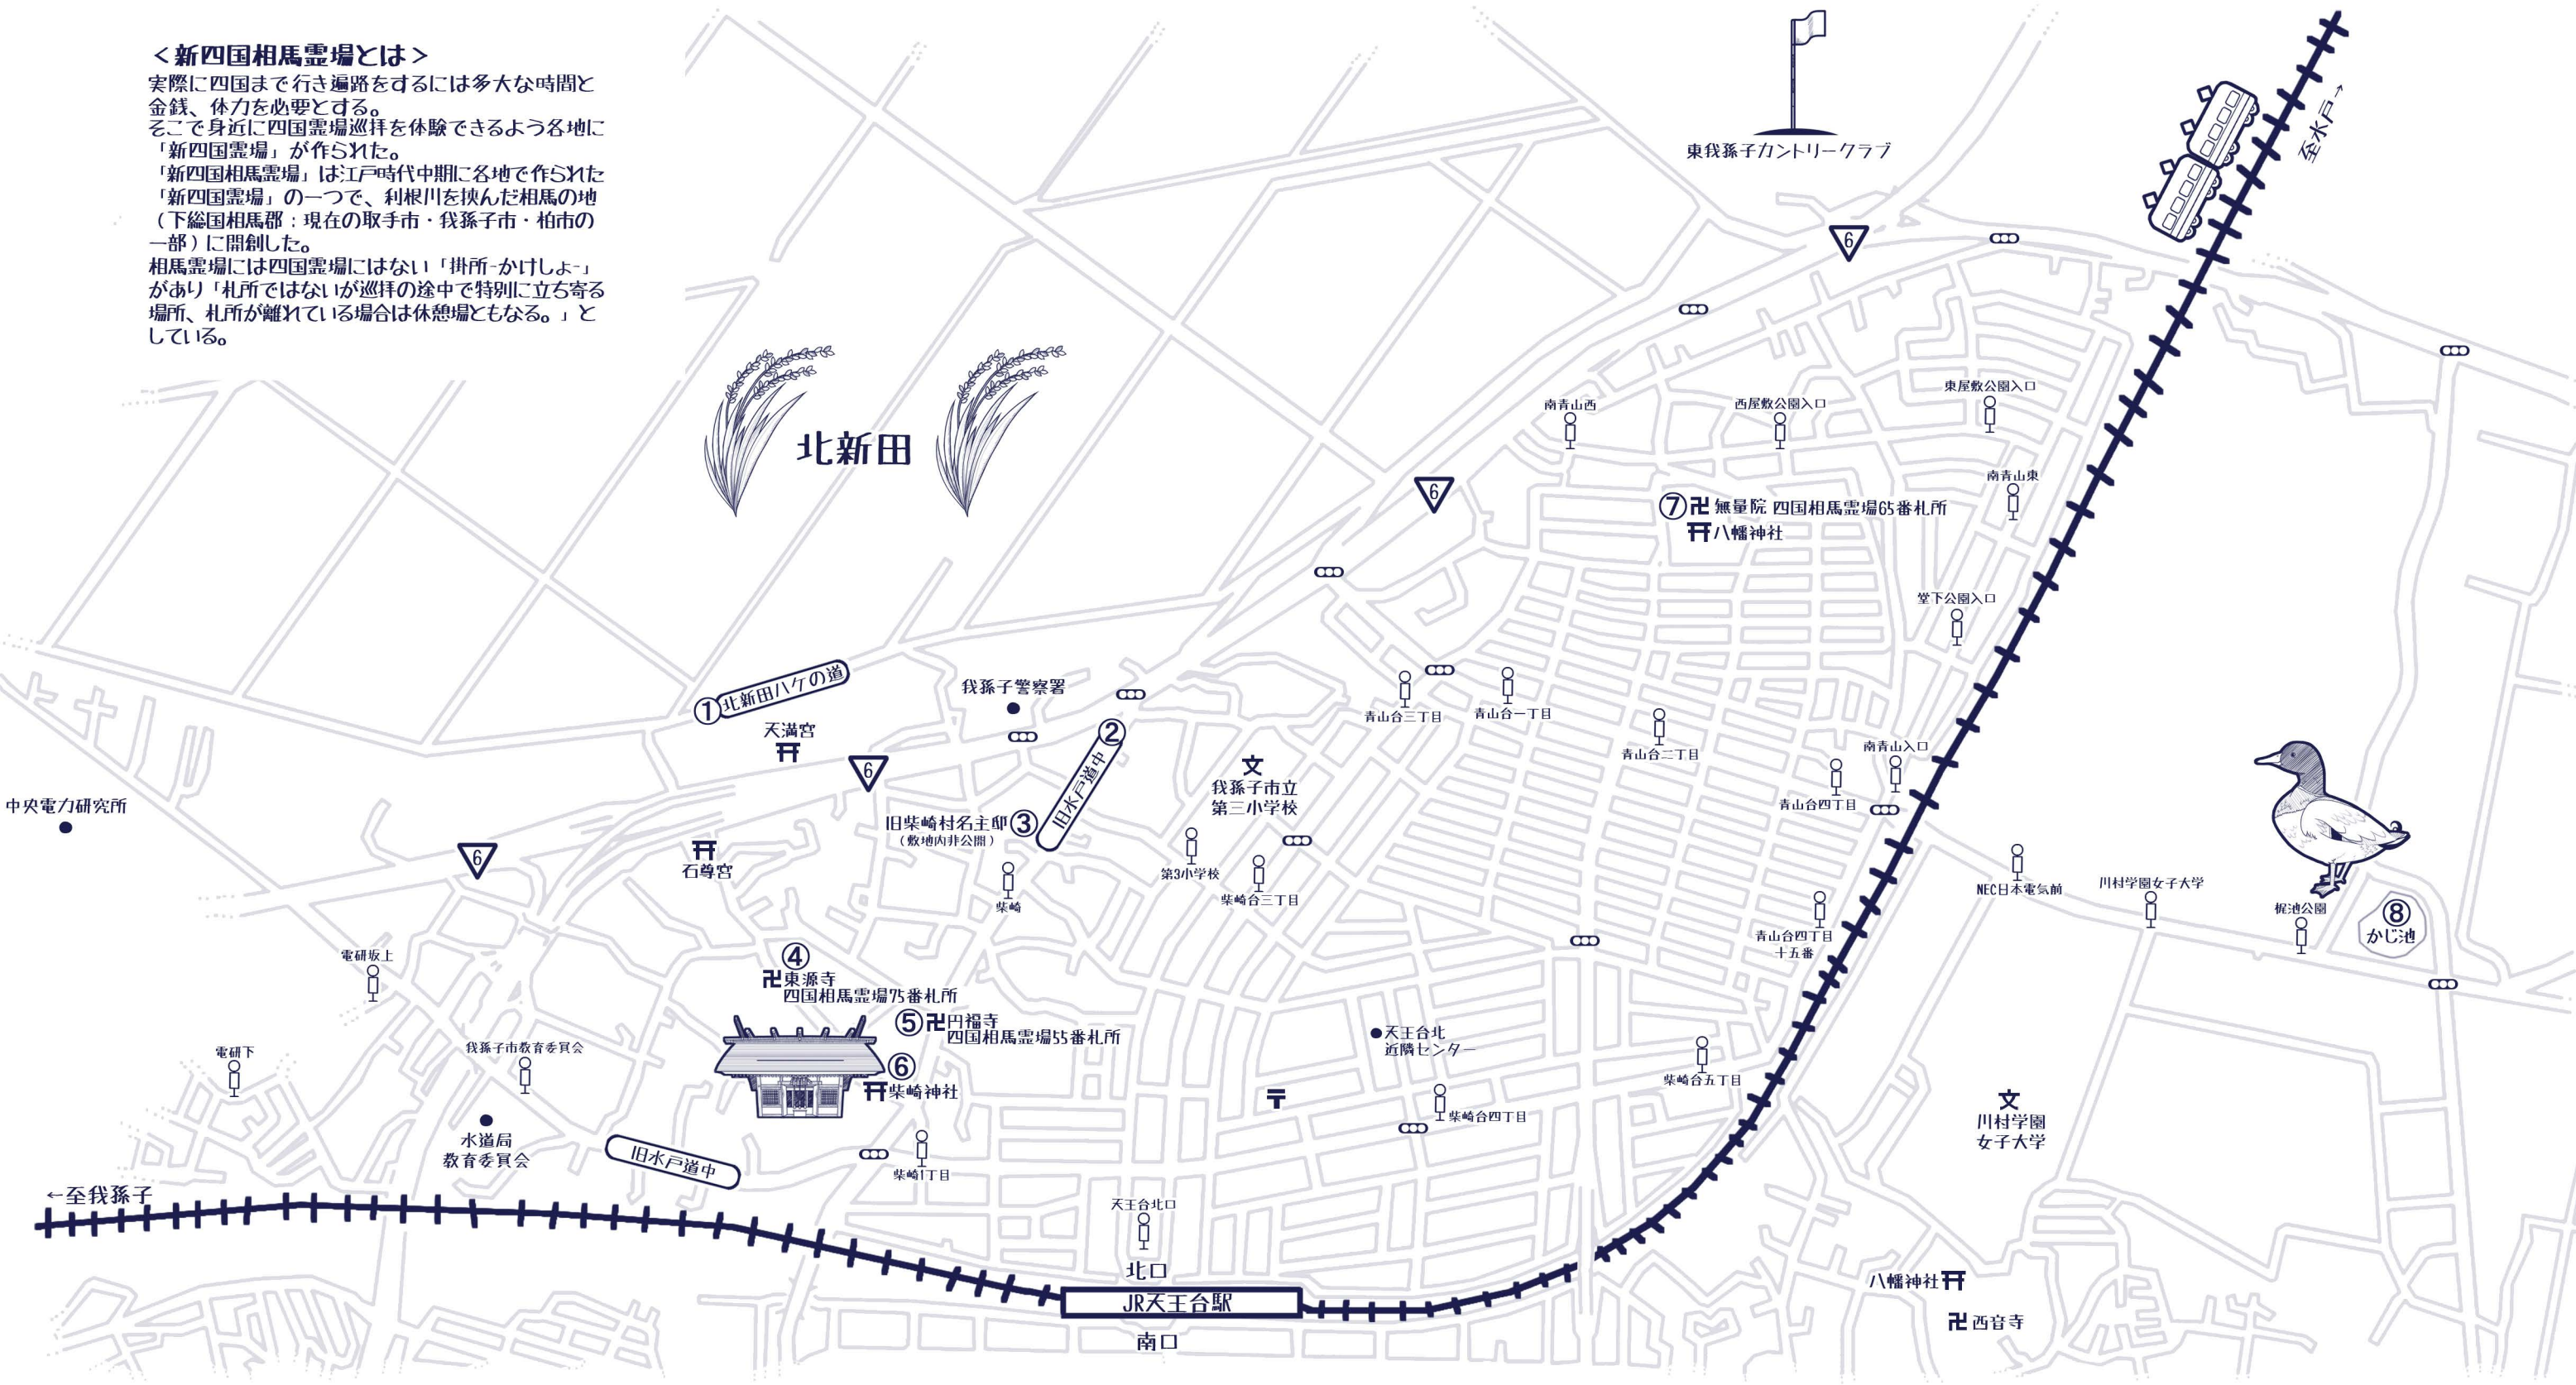 ＜新四国相馬霊場とは＞
実際に四国まで行き遍路をするには多大な時間と
金銭、体力を必要とする。
そこで身近に四国霊場巡拝を体験できるよう各地に
「新四国霊場」が作られた。
「新四国相馬霊場」は江戸時代中期に各地で作られた
「新四国霊場」の一つで、利根川を挟んだ相馬の地
（下総国相馬郡：現在の取手市・我孫子市・柏市の
一部）に開創した。
相馬霊場には四国霊場にはない「掛所-かけしょ-」
があり「札所ではないが巡拝の途中で特別に立ち寄る
場所、札所が離れている場合は休憩場ともなる。」と
している。
東我孫子カントリークラブ
至水戸→
6
北新田
東屋敷公園入口
南青山西
西屋敷公園入口
南青山東
6
⑦卍無量院 四国相馬霊場65番札所
八幡神社
堂下公園入口
①北新田ハケの道
我孫子警察署
天満宮
②
旧水戸道中
青山台三丁目
青山台一丁目
青山台二丁目
南青山入口
青山台四丁目
6
文
我孫子市立
第三小学校
中央電力研究所
旧柴崎村名主邸③
（敷地内非公開）
6
石尊宮
第3小学校
柴崎台三丁目
柴崎
NEC日本電気前
川村学園女子大学
梶池公園
⑧
かじ池
青山台四丁目
十五番
電研坂上
④
卍東源寺
四国相馬霊場75番札所
⑤卍円福寺
四国相馬霊場55番札所
天王台北
近隣センター
電研下
我孫子市教育委員会
⑥
柴崎神社
〒
柴崎台五丁目
柴崎台四丁目
文
川村学園
女子大学
水道局
教育委員会
旧水戸道中
柴崎1丁目
←至我孫子
天王台北口
北口
JR天王台駅
南口
八幡神社
卍西音寺